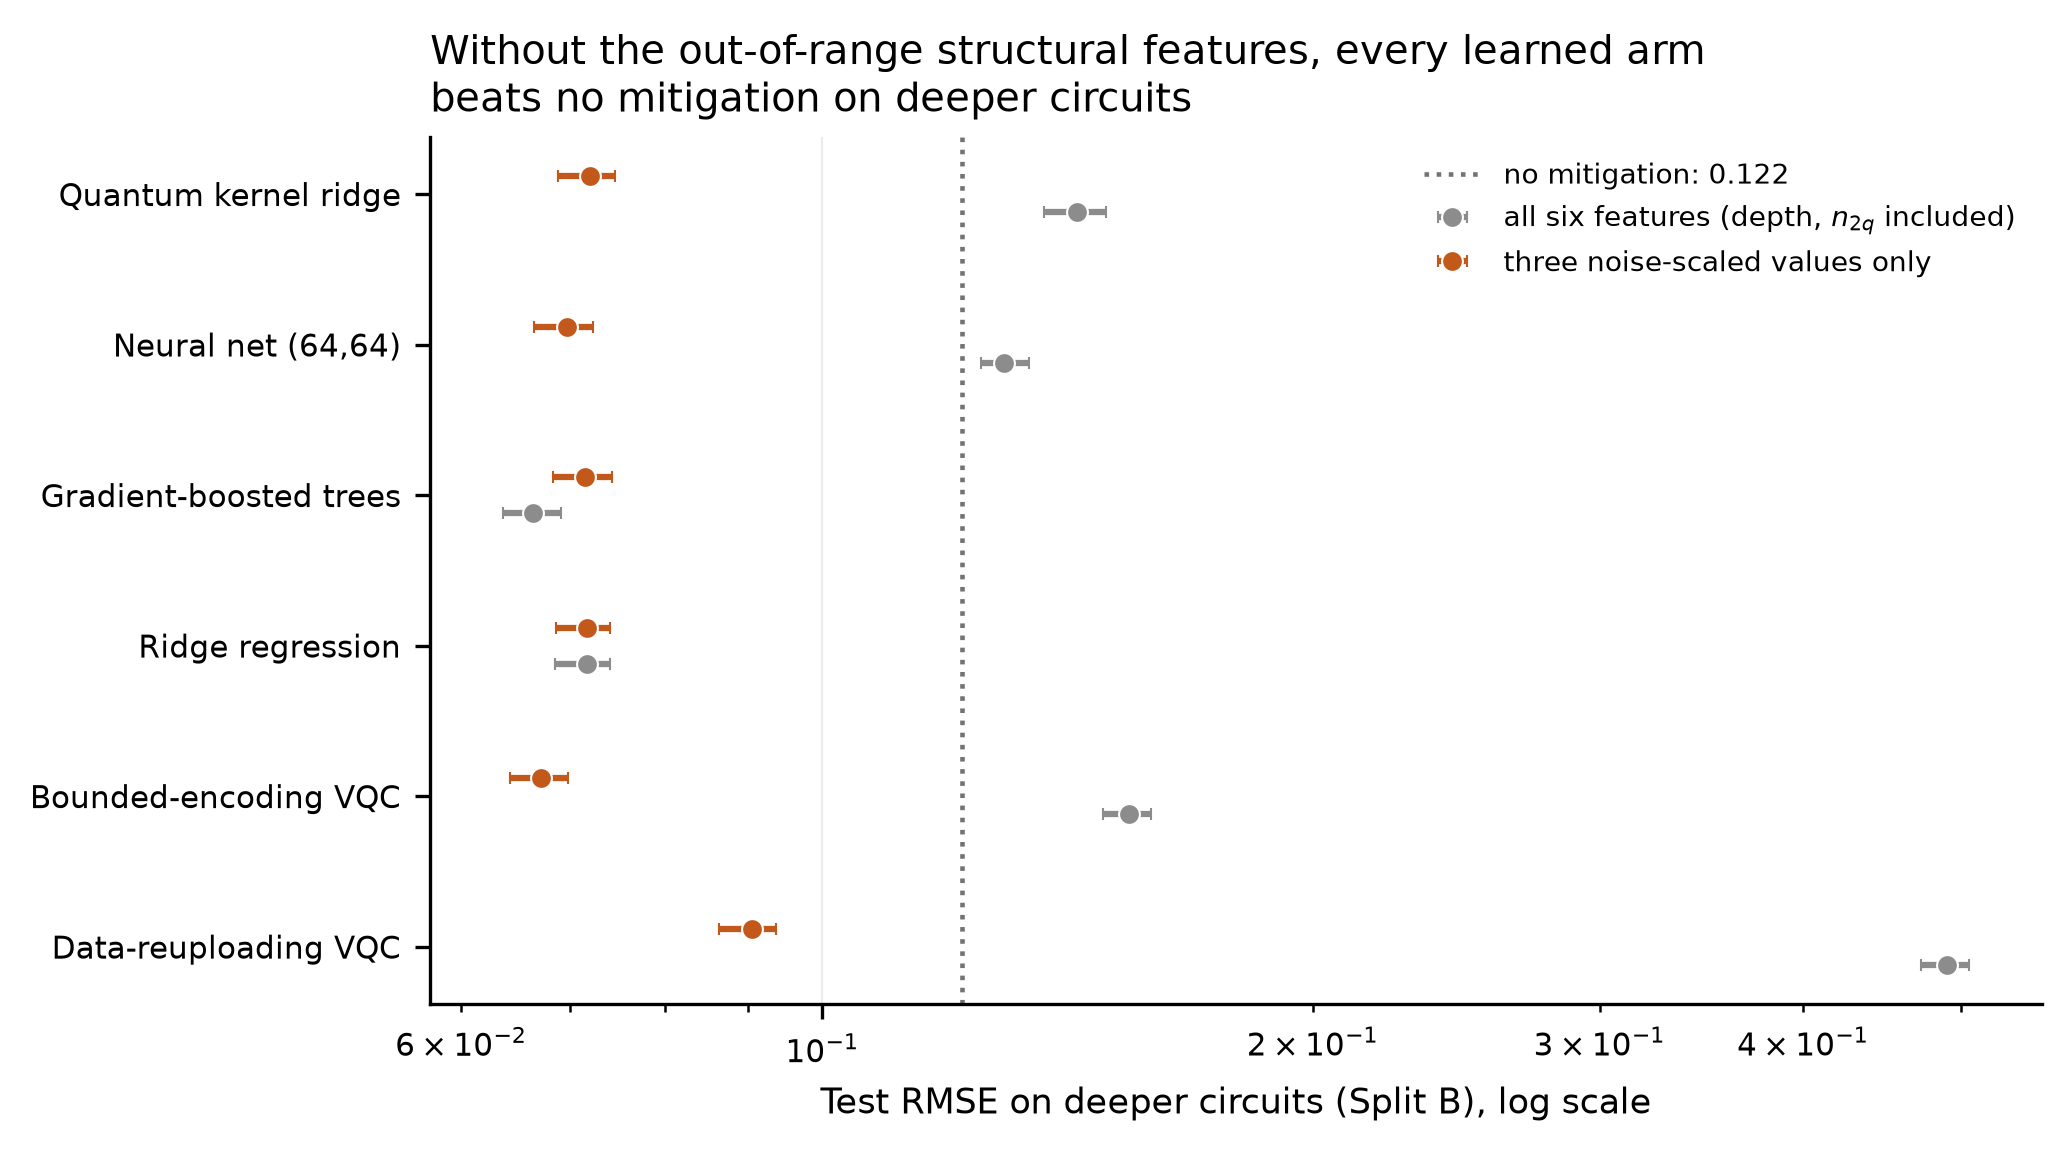 Without the out-of-range structural features, every learned arm
beats no mitigation on deeper circuits
no mitigation: 0.122
all six features (depth, n₂q included)
three noise-scaled values only
Quantum kernel ridge
Neural net (64,64)
Gradient-boosted trees
Ridge regression
Bounded-encoding VQC
Data-reuploading VQC
6 × 10⁻² 10⁻¹ 2 × 10⁻¹ 3 × 10⁻¹ 4 × 10⁻¹
Test RMSE on deeper circuits (Split B), log scale